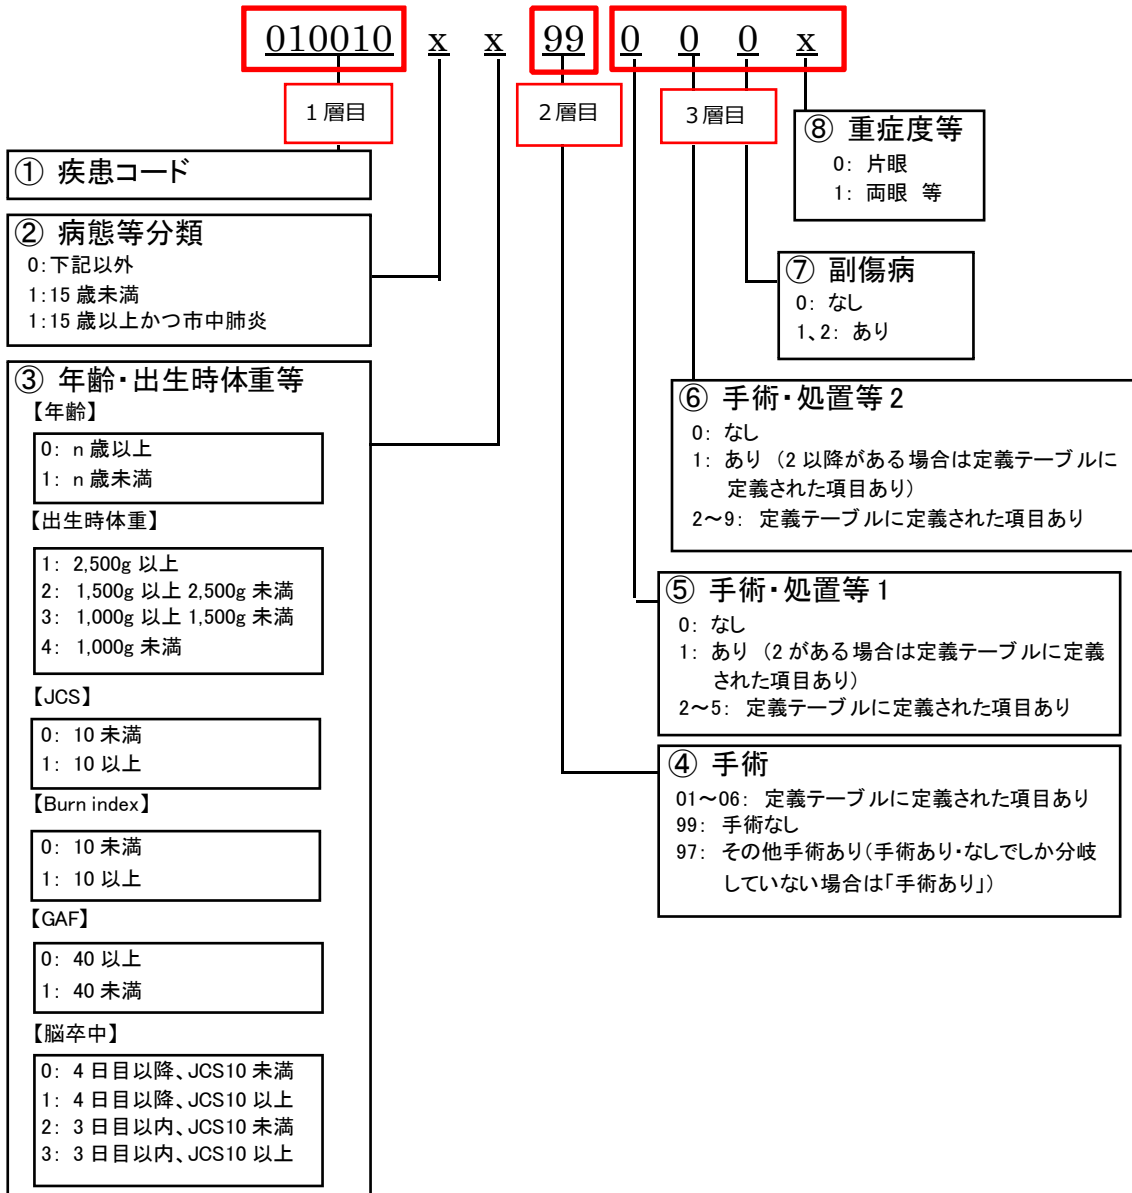 010010 x x 99 0 0 0 x
1層目
2層目
3層目
① 疾患コード
② 病態等分類
0:下記以外
1:15歳未満
1:15歳以上かつ市中肺炎
③ 年齢・出生時体重等
【年齢】
0: n歳以上
1: n歳未満
【出生時体重】
1: 2,500g 以上
2: 1,500g 以上 2,500g 未満
3: 1,000g 以上 1,500g 未満
4: 1,000g 未満
【JCS】
0: 10 未満
1: 10 以上
【Burn index】
0: 10 未満
1: 10 以上
【GAF】
0: 40 以上
1: 40 未満
【脳卒中】
0: 4日目以降、JCS10 未満
1: 4日目以降、JCS10 以上
2: 3日目以内、JCS10 未満
3: 3日目以内、JCS10 以上
⑧ 重症度等
0: 片眼
1: 両眼 等
⑦ 副傷病
0: なし
1、2: あり
⑥ 手術・処置等2
0: なし
1: あり (2以降がある場合は定義テーブルに
定義された項目あり)
2〜9: 定義テーブルに定義された項目あり
⑤ 手術・処置等1
0: なし
1: あり (2がある場合は定義テーブルに定義
された項目あり)
2〜5: 定義テーブルに定義された項目あり
④ 手術
01〜06: 定義テーブルに定義された項目あり
99: 手術なし
97: その他手術あり(手術あり・なしでしか分岐
していない場合は「手術あり」)